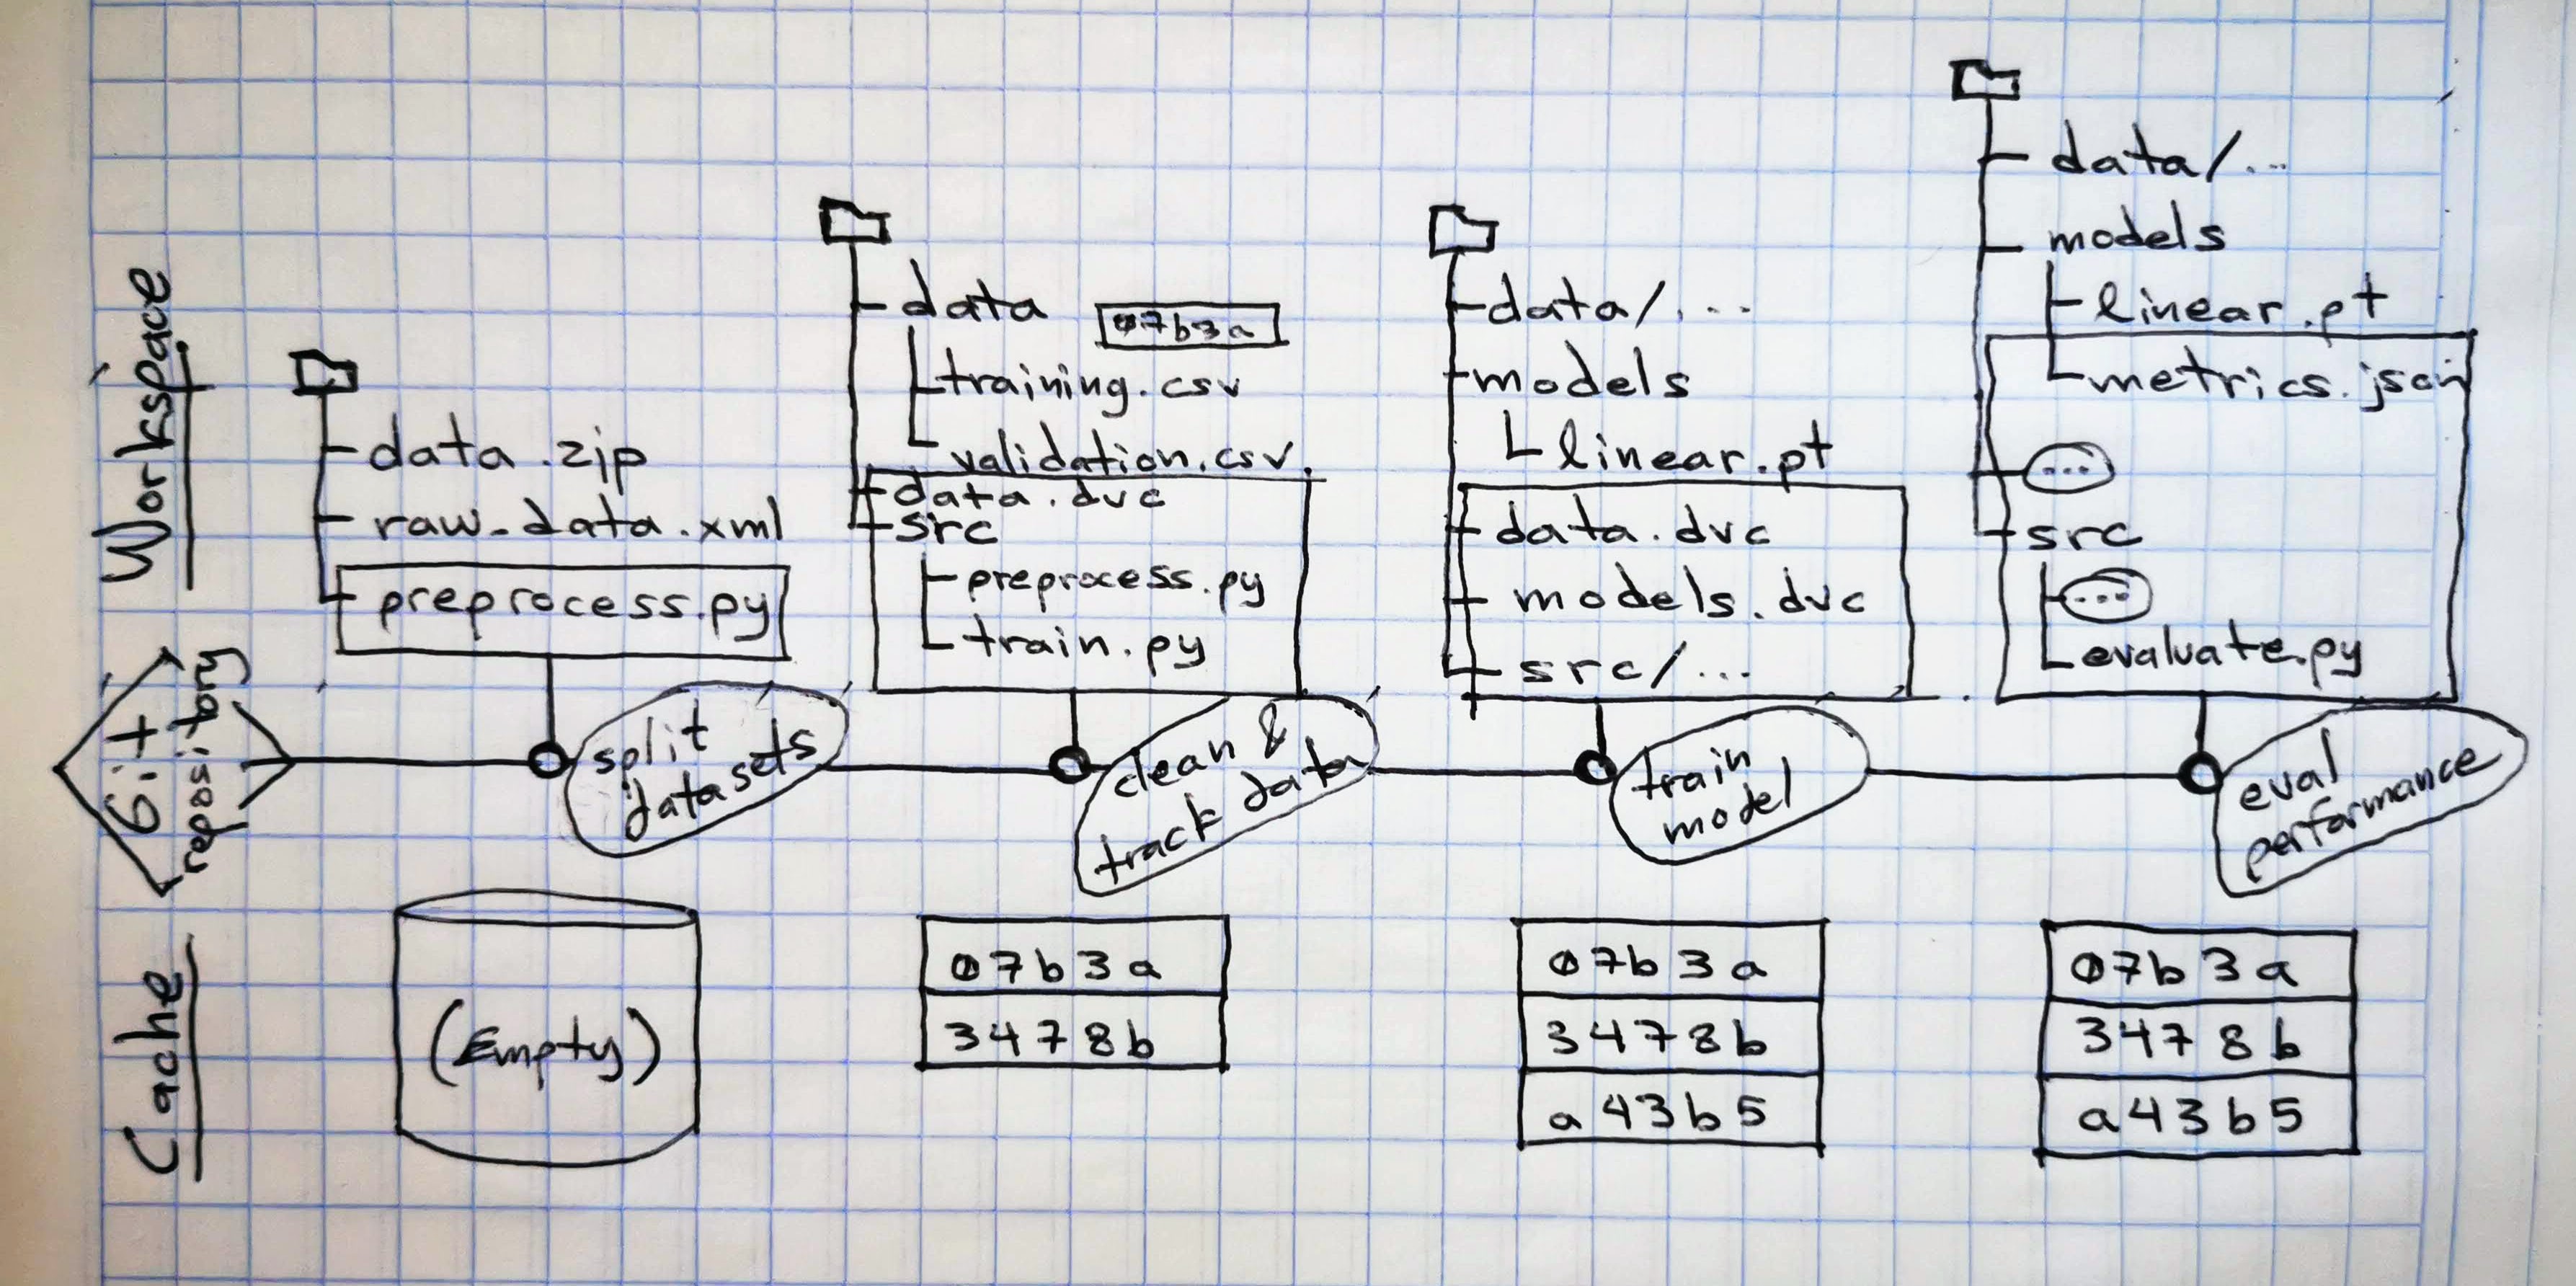 Workspace
data.zip
raw_data.xml
preprocess.py
data
07b3a
training.csv
validation.csv
data.dvc
src
preprocess.py
train.py
data/...
models
linear.pt
data.dvc
models.dvc
src/...
data/...
models
linear.pt
metrics.json
...
src
...
evaluate.py
Git
repository
split
datasets
clean &
track data
train
model
eval
performance
Cache
(Empty)
07b3a
3478b
07b3a
3478b
a43b5
07b3a
3478b
a43b5